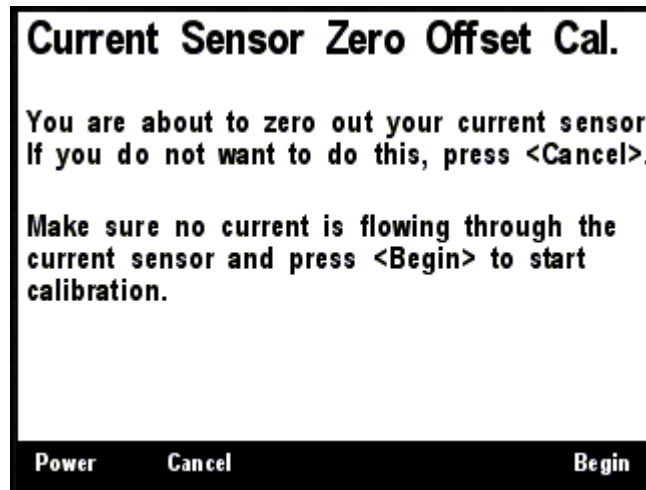 Current Sensor Zero Offset Cal.
You are about to zero out your current sensor
If you do not want to do this, press <Cancel>.
Make sure no current is flowing through the
current sensor and press <Begin> to start
calibration.
Power Cancel Begin